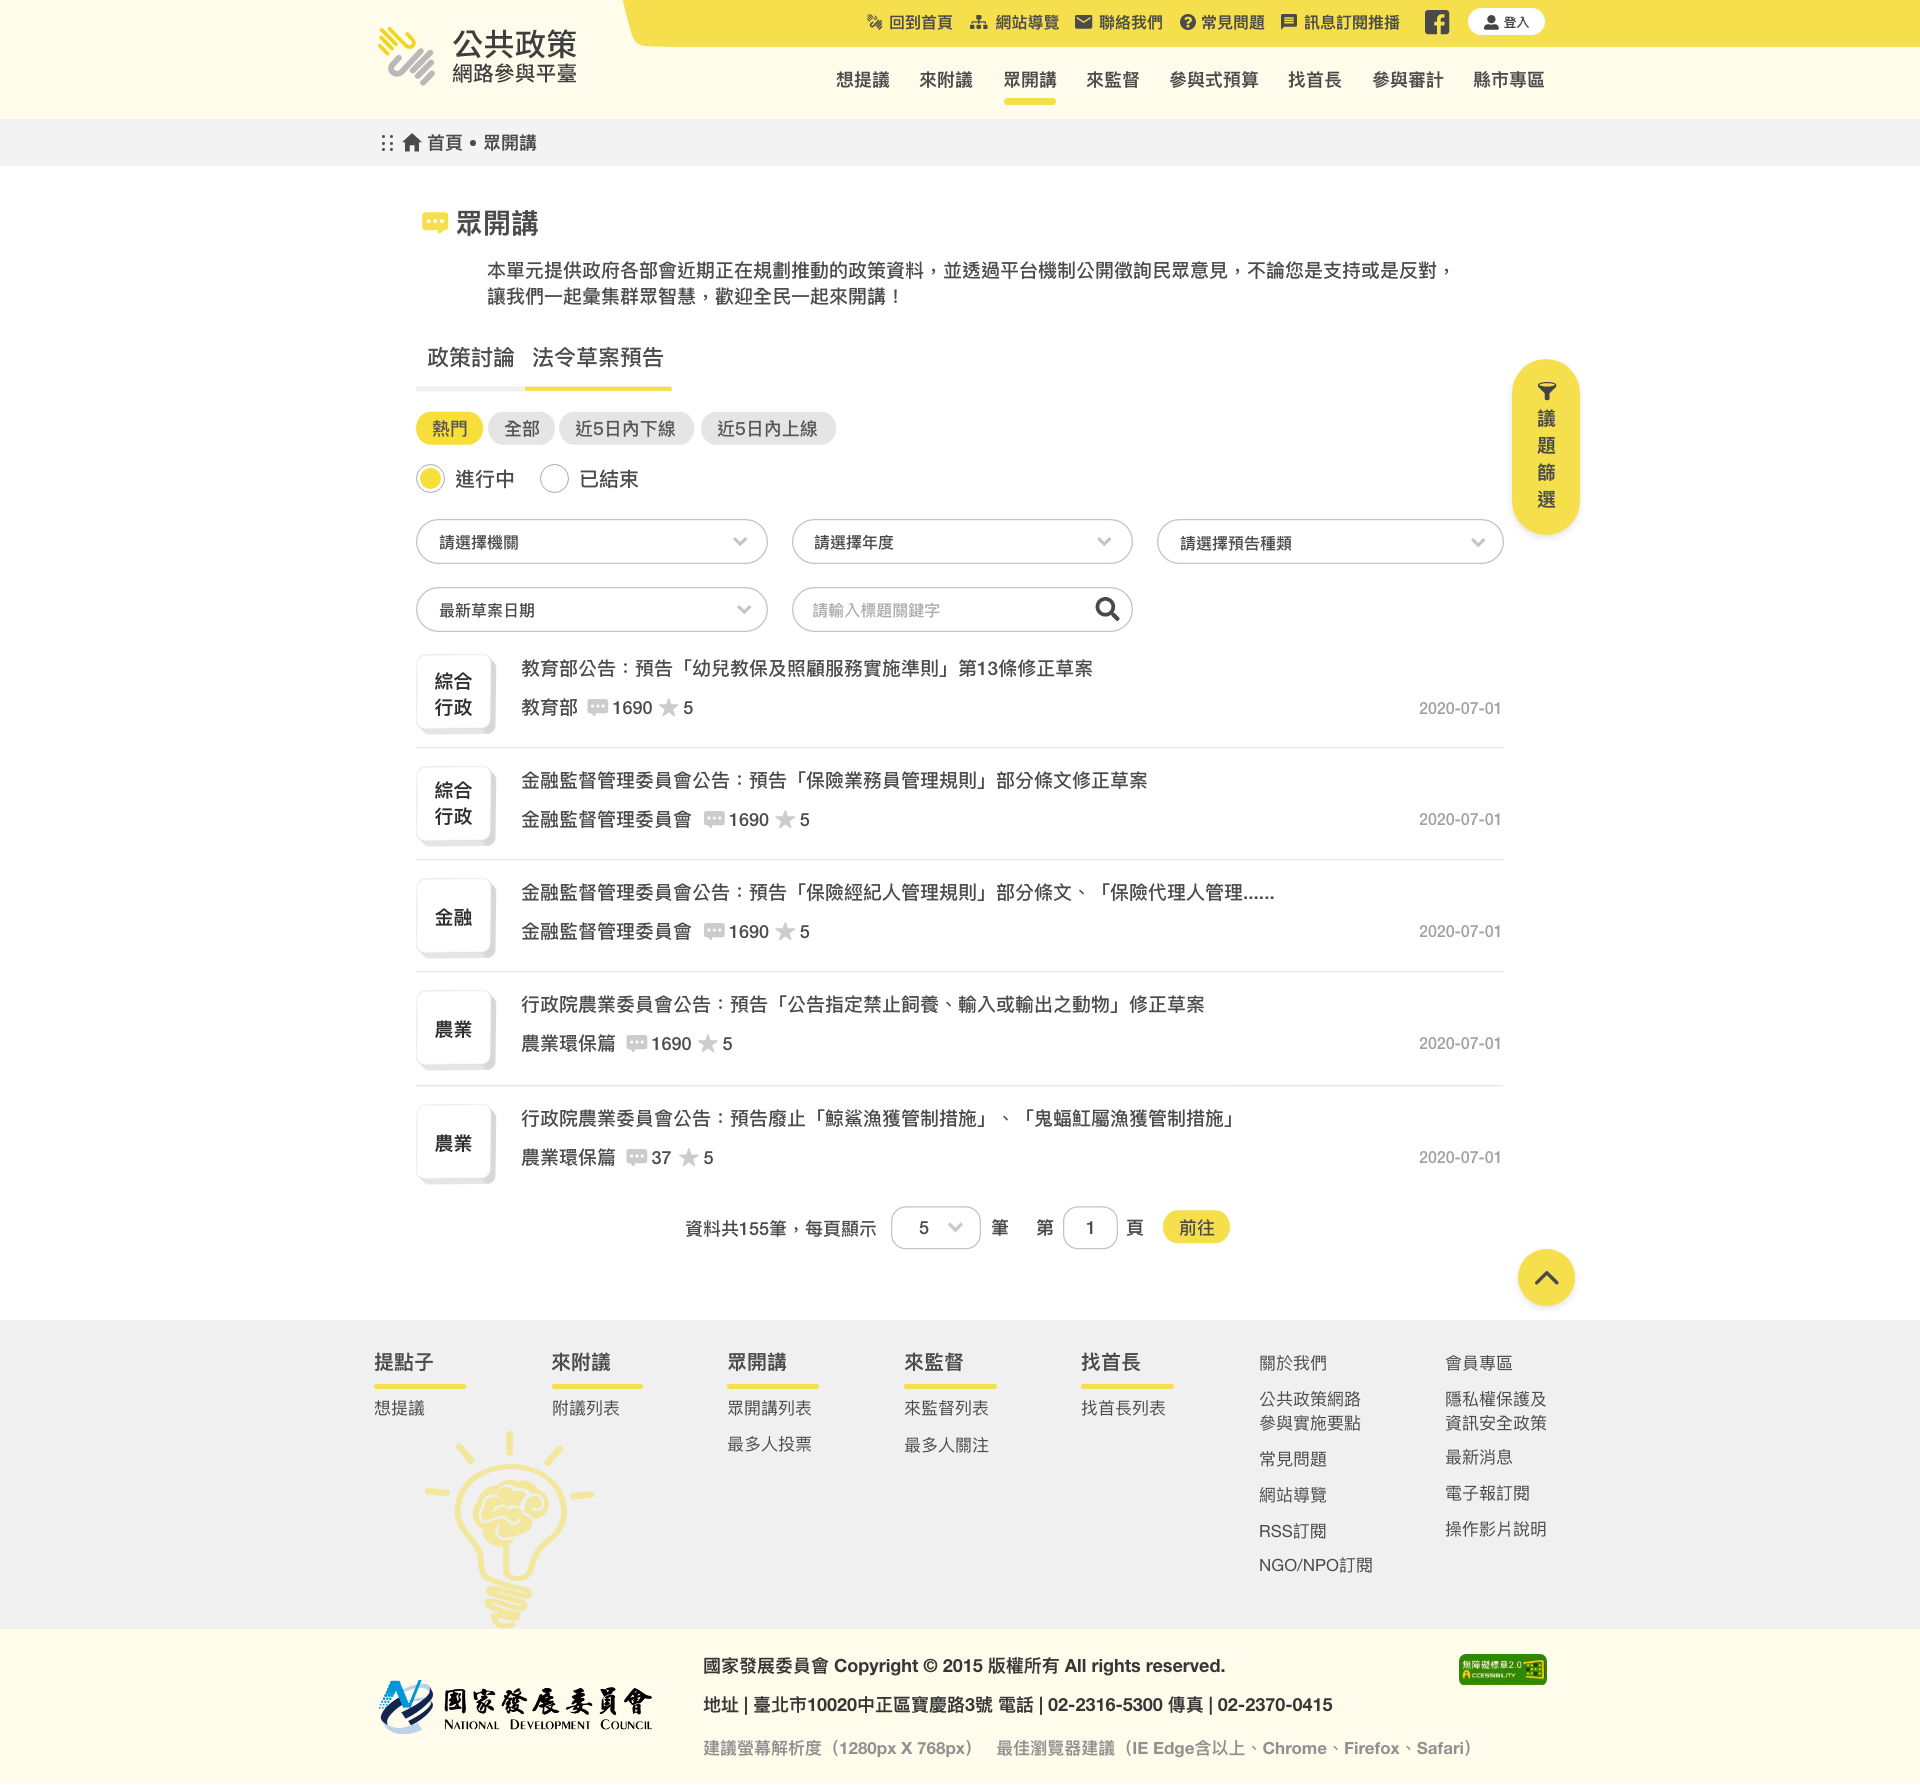 公共政策
網路參與平臺
回到首頁 網站導覽 聯絡我們 常見問題 訊息訂閱推播 登入
想提議 來附議 眾開講 來監督 參與式預算 找首長 參與審計 縣市專區
首頁 • 眾開講
眾開講
本單元提供政府各部會近期正在規劃推動的政策資料，並透過平台機制公開徵詢民眾意見，不論您是支持或是反對，
讓我們一起彙集群眾智慧，歡迎全民一起來開講！
政策討論 法令草案預告
熱門 全部 近5日內下線 近5日內上線
進行中 已結束
議
題
篩
選
請選擇機關 請選擇年度 請選擇預告種類
最新草案日期 請輸入標題關鍵字
綜合
行政
教育部公告：預告「幼兒教保及照顧服務實施準則」第13條修正草案
教育部 1690 5 2020-07-01
綜合
行政
金融監督管理委員會公告：預告「保險業務員管理規則」部分條文修正草案
金融監督管理委員會 1690 5 2020-07-01
金融
金融監督管理委員會公告：預告「保險經紀人管理規則」部分條文、「保險代理人管理......
金融監督管理委員會 1690 5 2020-07-01
農業
行政院農業委員會公告：預告「公告指定禁止飼養、輸入或輸出之動物」修正草案
農業環保篇 1690 5 2020-07-01
農業
行政院農業委員會公告：預告廢止「鯨鯊漁獲管制措施」、「鬼蝠魟屬漁獲管制措施」
農業環保篇 37 5 2020-07-01
資料共155筆，每頁顯示 5 筆 第 1 頁 前往
提點子
想提議
來附議
附議列表
眾開講
眾開講列表
最多人投票
來監督
來監督列表
最多人關注
找首長
找首長列表
關於我們
公共政策網路
參與實施要點
常見問題
網站導覽
RSS訂閱
NGO/NPO訂閱
會員專區
隱私權保護及
資訊安全政策
最新消息
電子報訂閱
操作影片說明
國家發展委員會
NATIONAL DEVELOPMENT COUNCIL
國家發展委員會 Copyright © 2015 版權所有 All rights reserved.
地址 | 臺北市10020中正區寶慶路3號 電話 | 02-2316-5300 傳真 | 02-2370-0415
建議螢幕解析度（1280px X 768px） 最佳瀏覽器建議（IE Edge含以上、Chrome、Firefox、Safari）
無障礙標章2.0
ACCESSIBILITY